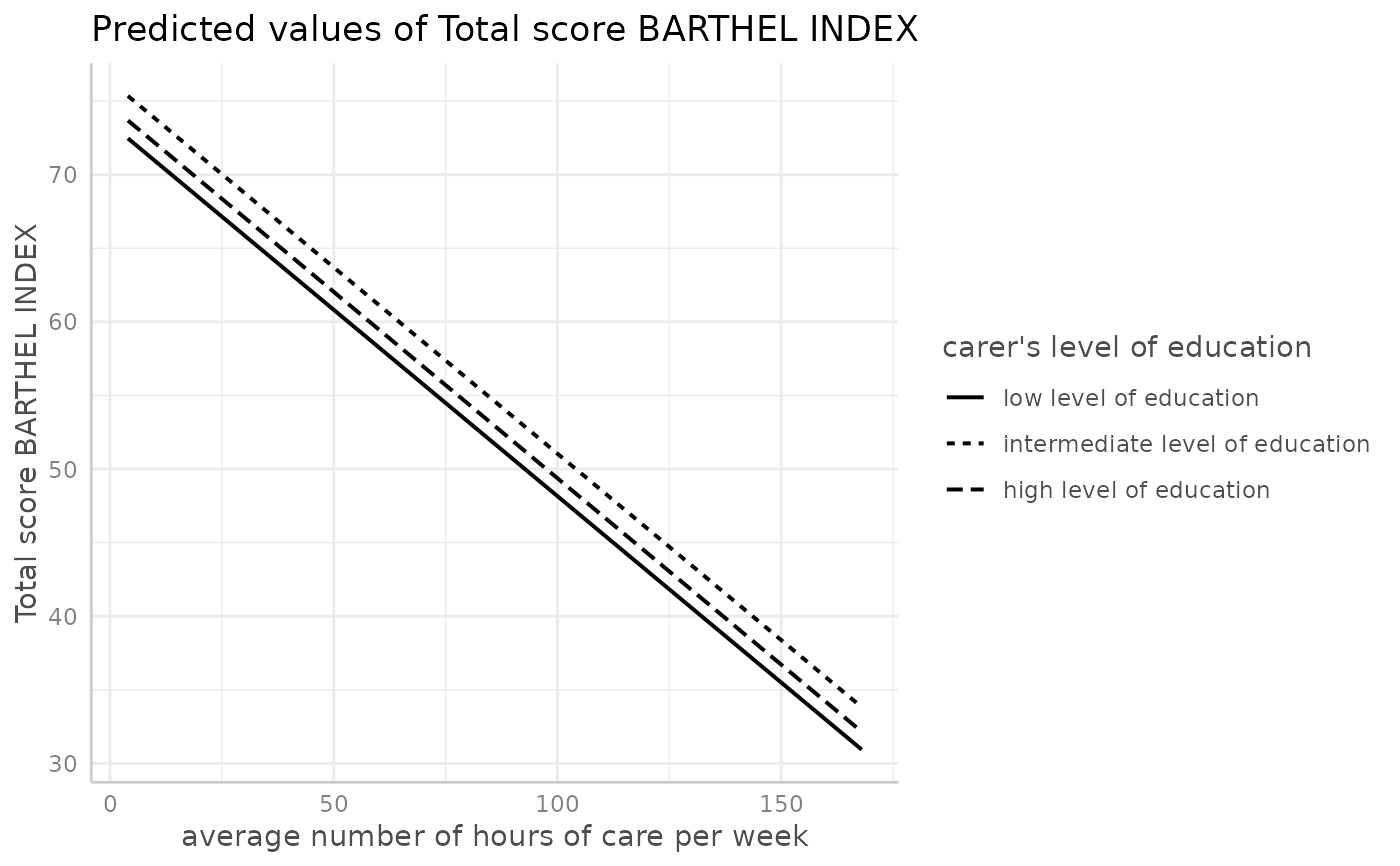 Predicted values of Total score BARTHEL INDEX
Total score BARTHEL INDEX
70
60
50
40
30
0
50
100
150
average number of hours of care per week
carer's level of education
low level of education
intermediate level of education
high level of education